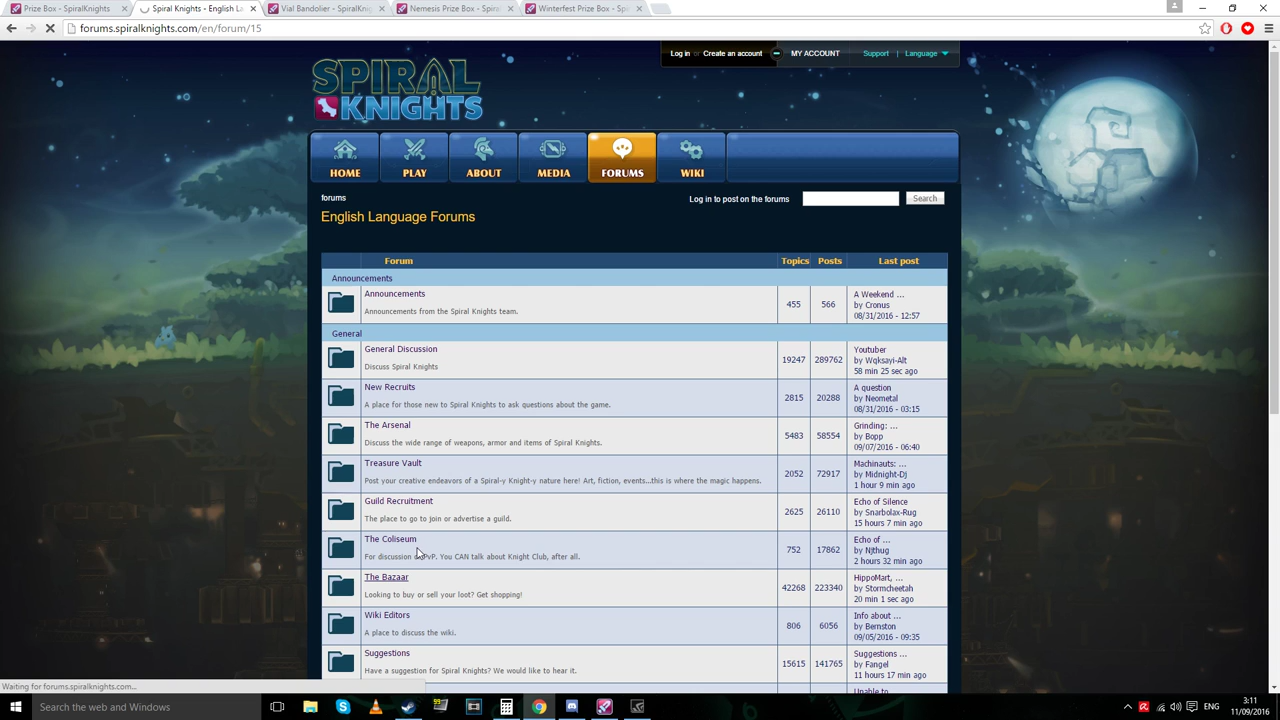 Prize Box - SpiralKnights
Spiral Knights - English L
Vial Bandolier - SpiralKnig
Nemesis Prize Box - Spira
Winterfest Prize Box - Spi
forums.spiralknights.com/en/forum/15
Log in or Create an account
MY ACCOUNT
Support
Language
SPIRAL
KNIGHTS
HOME
PLAY
ABOUT
MEDIA
FORUMS
WIKI
forums
Log in to post on the forums
Search
English Language Forums
Forum
Topics
Posts
Last post
Announcements
Announcements
Announcements from the Spiral Knights team.
455
566
A Weekend ...
by Cronus
08/31/2016 - 12:57
General
General Discussion
Discuss Spiral Knights
19247
289762
Youtuber
by Wqksayi-Alt
58 min 25 sec ago
New Recruits
A place for those new to Spiral Knights to ask questions about the game.
2815
20288
A question
by Neometal
08/31/2016 - 03:15
The Arsenal
Discuss the wide range of weapons, armor and items of Spiral Knights.
5483
58554
Grinding: ...
by Bopp
09/07/2016 - 06:40
Treasure Vault
Post your creative endeavors of a Spiral-y Knight-y nature here! Art, fiction, events...this is where the magic happens.
2052
72917
Machinauts: ...
by Midnight-Dj
1 hour 9 min ago
Guild Recruitment
The place to go to join or advertise a guild.
2625
26110
Echo of Silence
by Snarbolax-Rug
15 hours 7 min ago
The Coliseum
For discussion PvP. You CAN talk about Knight Club, after all.
752
17862
Echo of ...
by Njthug
2 hours 32 min ago
The Bazaar
Looking to buy or sell your loot? Get shopping!
42268
223340
HippoMart, ...
by Stormcheetah
20 min 1 sec ago
Wiki Editors
A place to discuss the wiki.
806
6056
Info about ...
by Bernston
09/05/2016 - 09:35
Suggestions
Have a suggestion for Spiral Knights? We would like to hear it.
15615
141765
Suggestions ...
by Fangel
11 hours 17 min ago
Unable to
Waiting for forums.spiralknights.com...
Search the web and Windows
99
ENG
3:11
11/09/2016